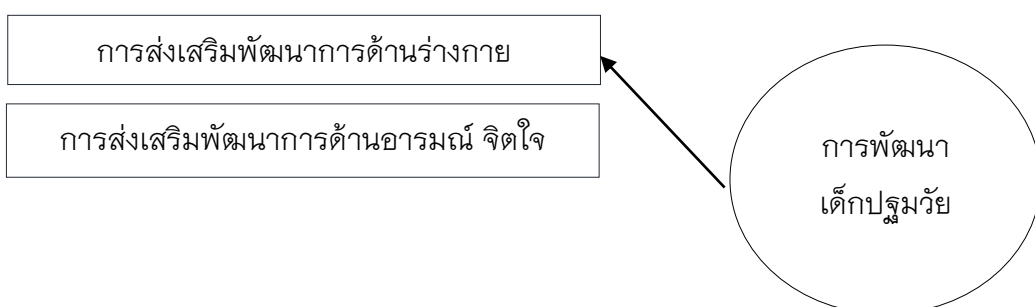 การส่งเสริมพัฒนาการด้านร่างกาย
การส่งเสริมพัฒนาการด้านอารมณ์ จิตใจ
การพัฒนา
เด็กปฐมวัย